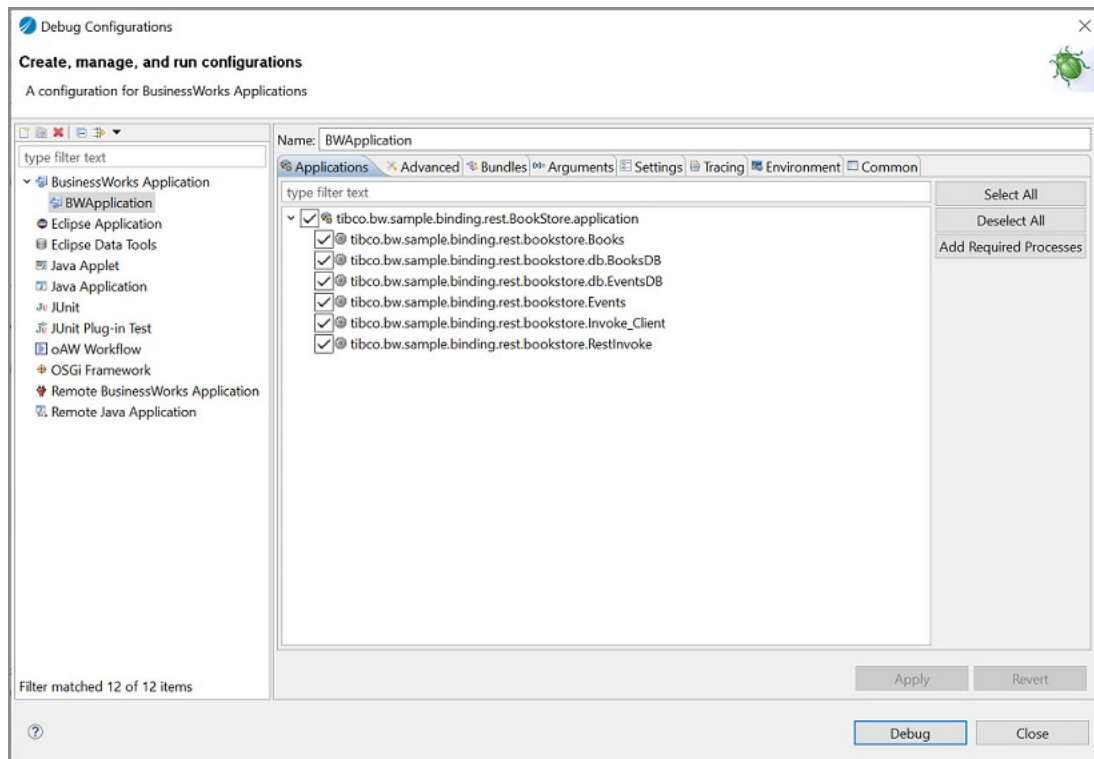 Debug Configurations
Create, manage, and run configurations
A configuration for BusinessWorks Applications
type filter text
BusinessWorks Application
BWApplication
Eclipse Application
Eclipse Data Tools
Java Applet
Java Application
JUnit
JUnit Plug-in Test
oAW Workflow
OSGi Framework
Remote BusinessWorks Application
Remote Java Application
Filter matched 12 of 12 items
Name: BWApplication
Applications Advanced Bundles Arguments Settings Tracing Environment Common
type filter text
tibco.bw.sample.binding.rest.BookStore.application
tibco.bw.sample.binding.rest.bookstore.Books
tibco.bw.sample.binding.rest.bookstore.db.BooksDB
tibco.bw.sample.binding.rest.bookstore.db.EventsDB
tibco.bw.sample.binding.rest.bookstore.Events
tibco.bw.sample.binding.rest.bookstore.Invoke_Client
tibco.bw.sample.binding.rest.bookstore.RestInvoke
Select All
Deselect All
Add Required Processes
Apply Revert
Debug Close